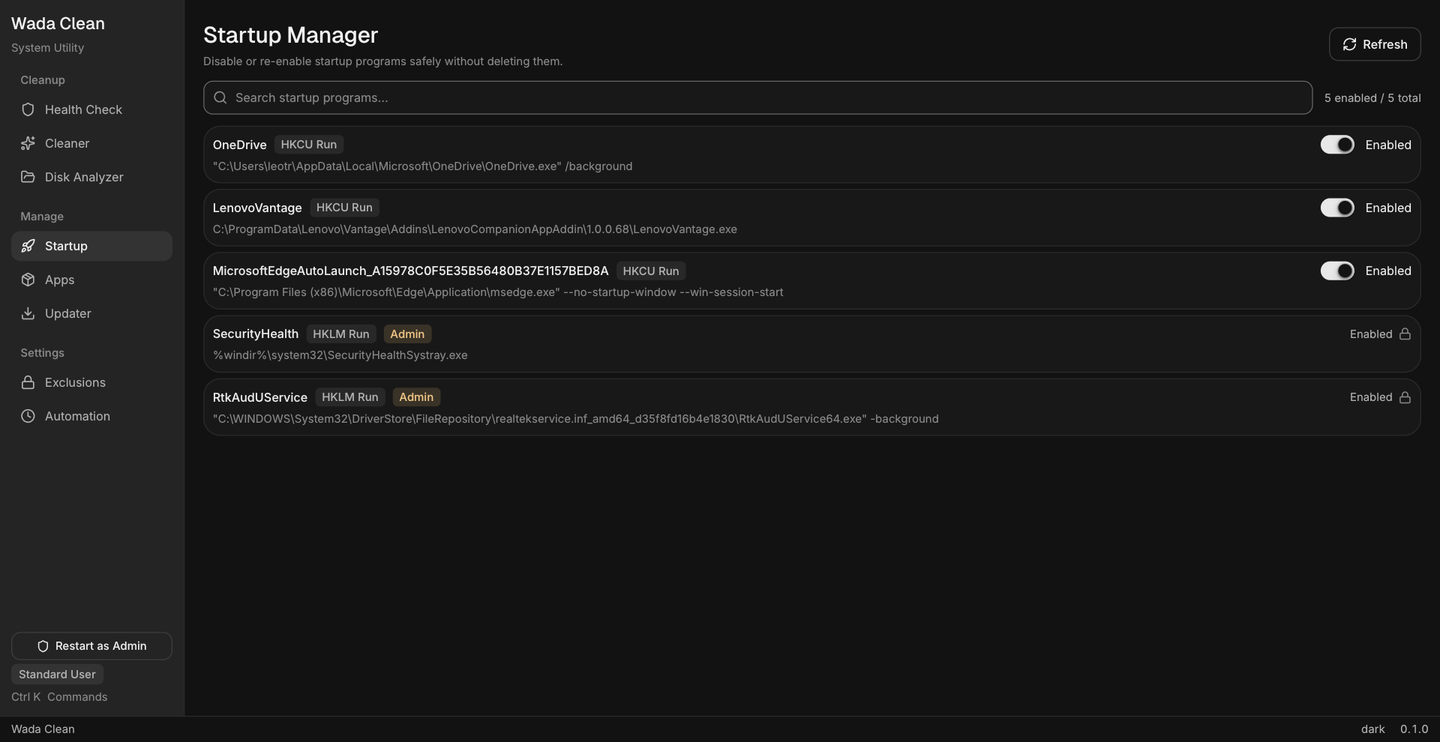 Wada Clean
System Utility
Cleanup
Health Check
Cleaner
Disk Analyzer
Manage
Startup
Apps
Updater
Settings
Exclusions
Automation
Restart as Admin
Standard User
Ctrl K Commands
Startup Manager
Disable or re-enable startup programs safely without deleting them.
Refresh
Search startup programs...
5 enabled / 5 total
OneDrive HKCU Run Enabled
"C:\Users\leotr\AppData\Local\Microsoft\OneDrive\OneDrive.exe" /background
LenovoVantage HKCU Run Enabled
C:\ProgramData\Lenovo\Vantage\Addins\LenovoCompanionAppAddin\1.0.0.68\LenovoVantage.exe
MicrosoftEdgeAutoLaunch_A15978C0F5E35B56480B37E1157BED8A HKCU Run Enabled
"C:\Program Files (x86)\Microsoft\Edge\Application\msedge.exe" --no-startup-window --win-session-start
SecurityHealth HKLM Run Admin Enabled
%windir%\system32\SecurityHealthSystray.exe
RtkAudUService HKLM Run Admin Enabled
"C:\WINDOWS\System32\DriverStore\FileRepository\realtekservice.inf_amd64_d35f8fd16b4e1830\RtkAudUService64.exe" -background
Wada Clean
dark 0.1.0